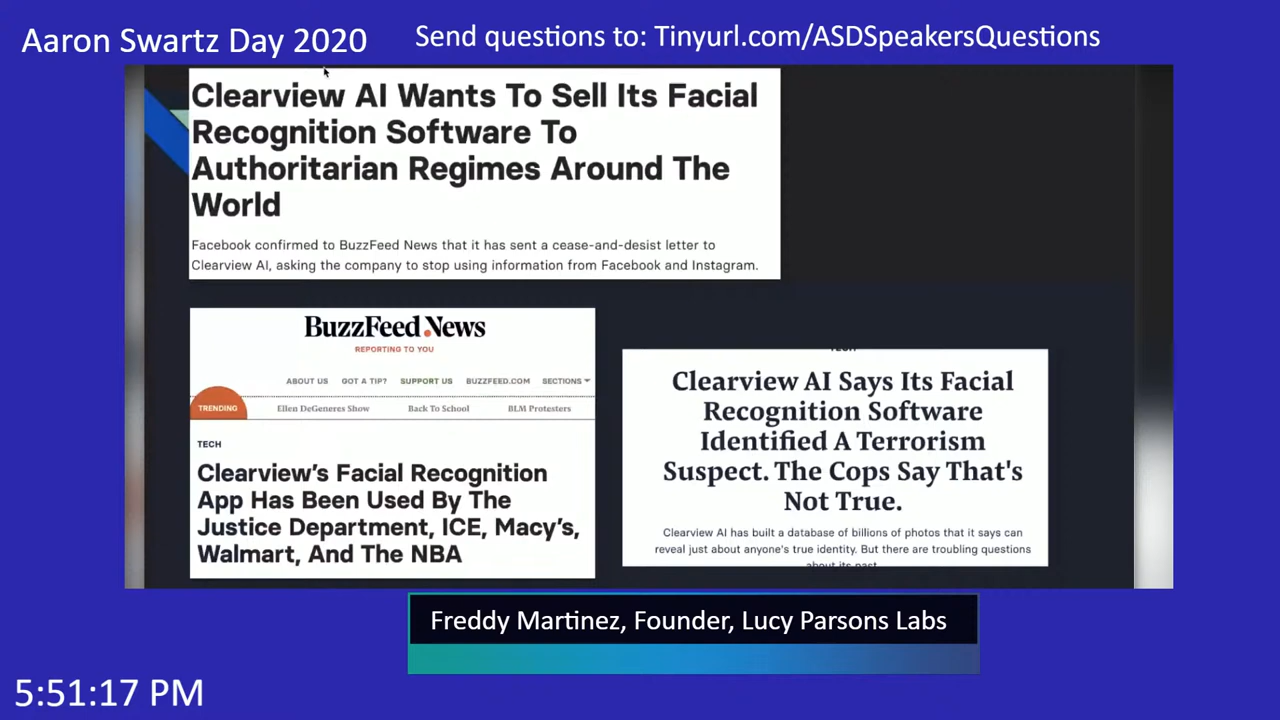 Aaron Swartz Day 2020
Send questions to: Tinyurl.com/ASDSpeakersQuestions
Clearview AI Wants To Sell Its Facial
Recognition Software To
Authoritarian Regimes Around The
World
Facebook confirmed to BuzzFeed News that it has sent a cease-and-desist letter to
Clearview AI, asking the company to stop using information from Facebook and Instagram.
BuzzFeed News
REPORTING TO YOU
ABOUT US GOT A TIP? SUPPORT US BUZZFEED.COM SECTIONS
TRENDING Ellen DeGeneres Show Back To School BLM Protesters
TECH
Clearview's Facial Recognition
App Has Been Used By The
Justice Department, ICE, Macy's,
Walmart, And The NBA
TECH
Clearview AI Says Its Facial
Recognition Software
Identified A Terrorism
Suspect. The Cops Say That's
Not True.
Clearview AI has built a database of billions of photos that it says can
reveal just about anyone's true identity. But there are troubling questions
about its past.
Freddy Martinez, Founder, Lucy Parsons Labs
5:51:17 PM